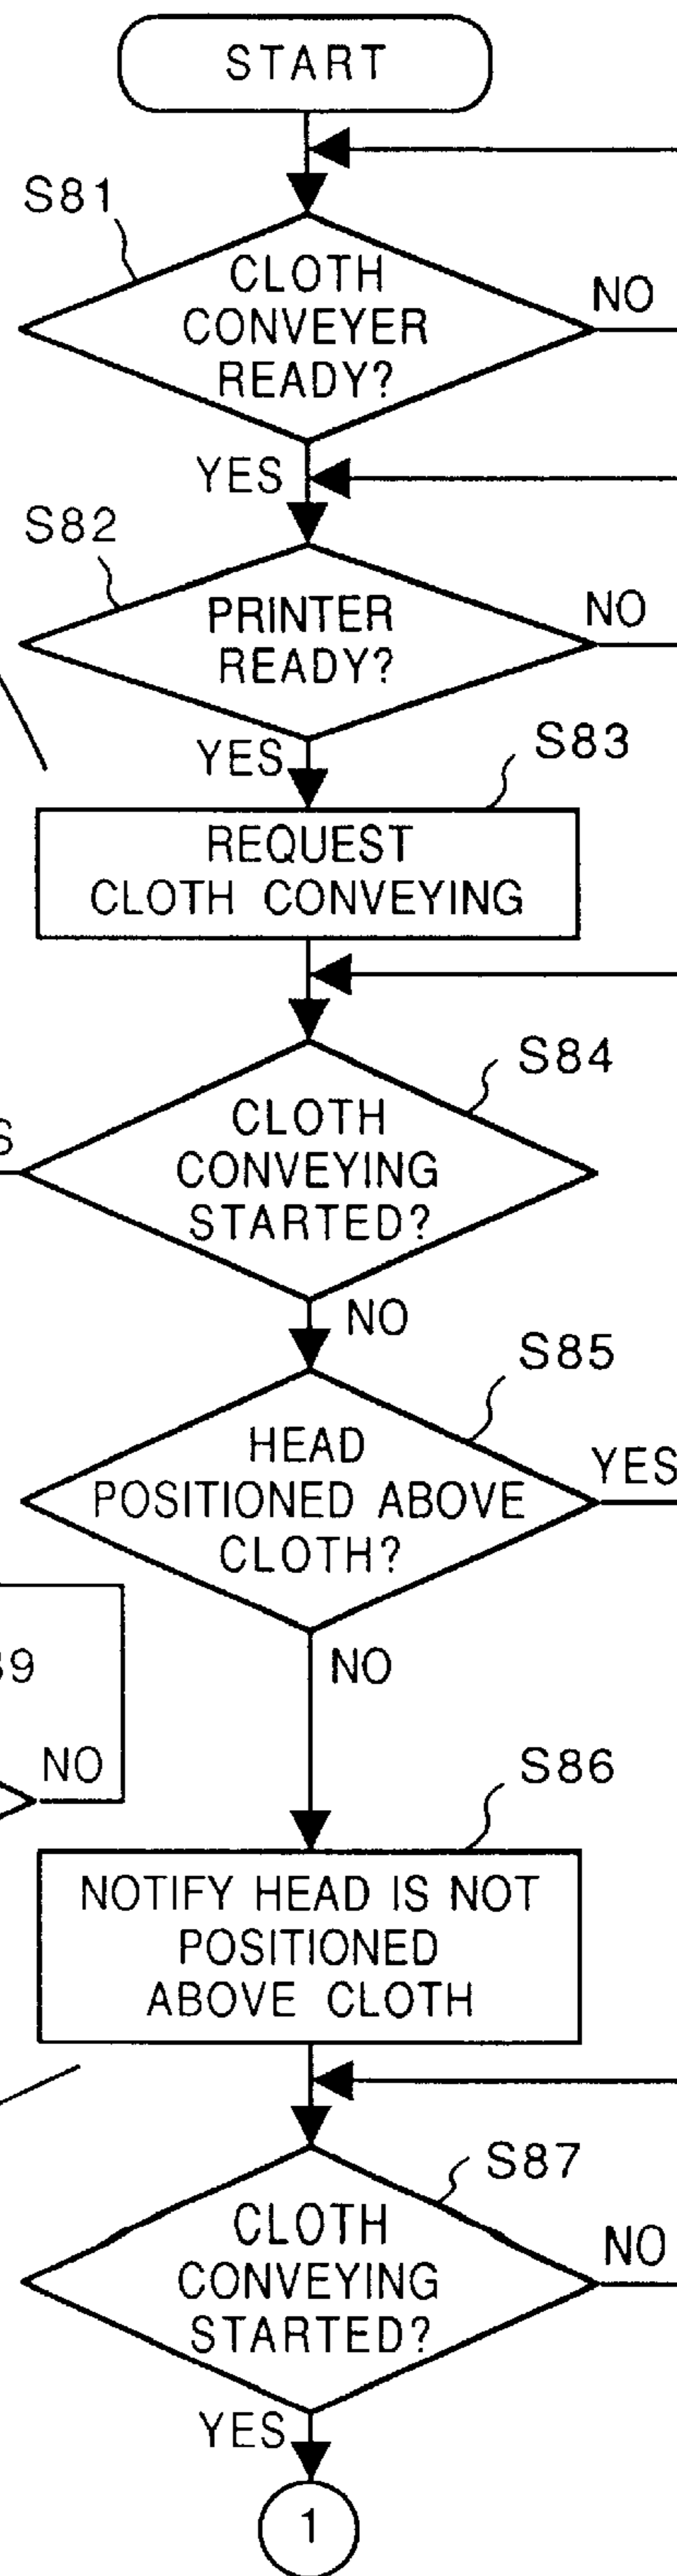 START
S81
CLOTH
CONVEYER
READY?
NO
YES
S82
PRINTER
READY?
NO
YES
S83
REQUEST
CLOTH CONVEYING
S84
CLOTH
CONVEYING
STARTED?
S
NO
S85
HEAD
POSITIONED ABOVE
CLOTH?
YES
NO
39
NO
S86
NOTIFY HEAD IS NOT
POSITIONED
ABOVE CLOTH
S87
CLOTH
CONVEYING
STARTED?
NO
YES
1